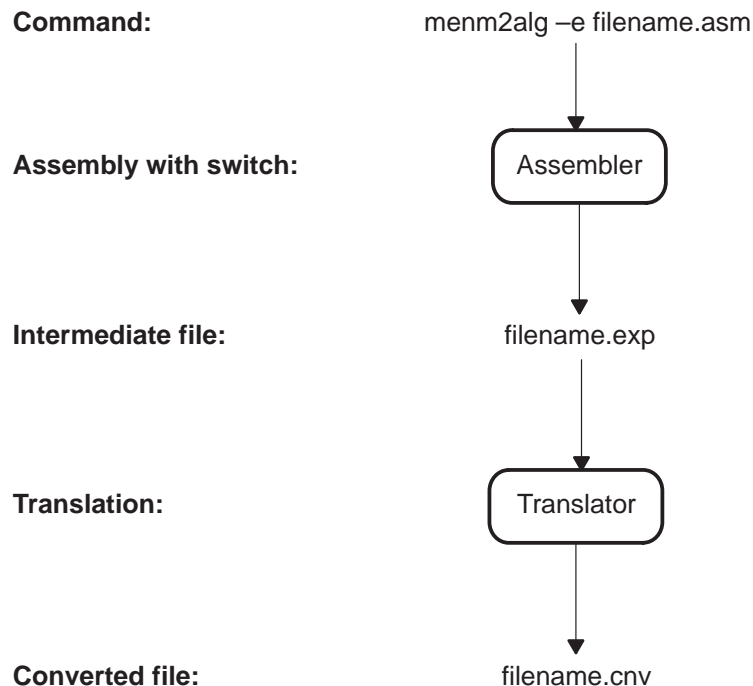 Command: menm2alg –e filename.asm
Assembly with switch: Assembler
Intermediate file: filename.exp
Translation: Translator
Converted file: filename.cnv